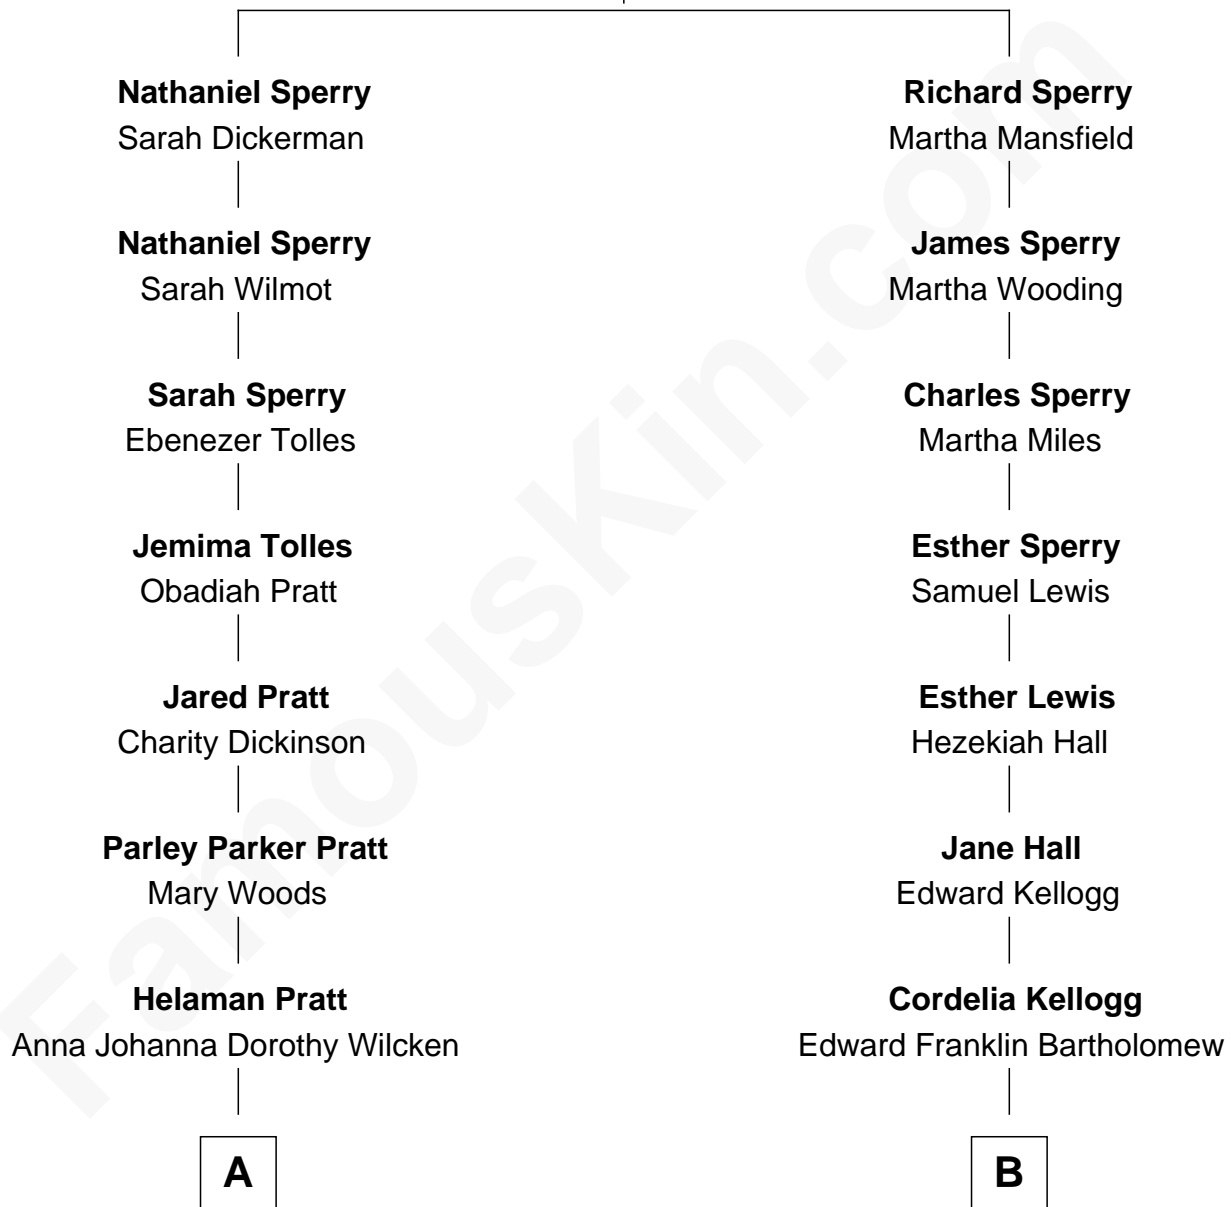 Nathaniel Sperry
Sarah Dickerman
Nathaniel Sperry
Sarah Wilmot
Sarah Sperry
Ebenezer Tolles
Jemima Tolles
Obadiah Pratt
Jared Pratt
Charity Dickinson
Parley Parker Pratt
Mary Woods
Helaman Pratt
Anna Johanna Dorothy Wilcken
A
Richard Sperry
Martha Mansfield
James Sperry
Martha Wooding
Charles Sperry
Martha Miles
Esther Sperry
Samuel Lewis
Esther Lewis
Hezekiah Hall
Jane Hall
Edward Kellogg
Cordelia Kellogg
Edward Franklin Bartholomew
B
FamousKin.com